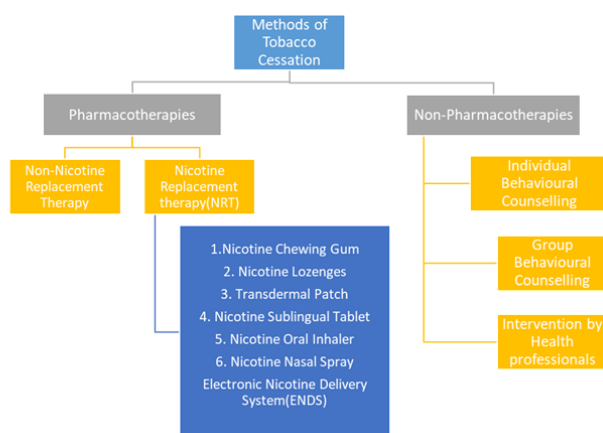 Methods of
Tobacco
Cessation
Pharmacotherapies
Non-Pharmacotherapies
Non-Nicotine
Replacement
Therapy
Nicotine
Replacement
therapy(NRT)
1.Nicotine Chewing Gum
2. Nicotine Lozenges
3. Transdermal Patch
4. Nicotine Sublingual Tablet
5. Nicotine Oral Inhaler
6. Nicotine Nasal Spray
Electronic Nicotine Delivery
System(ENDS)
Individual
Behavioural
Counselling
Group
Behavioural
Counselling
Intervention by
Health
professionals